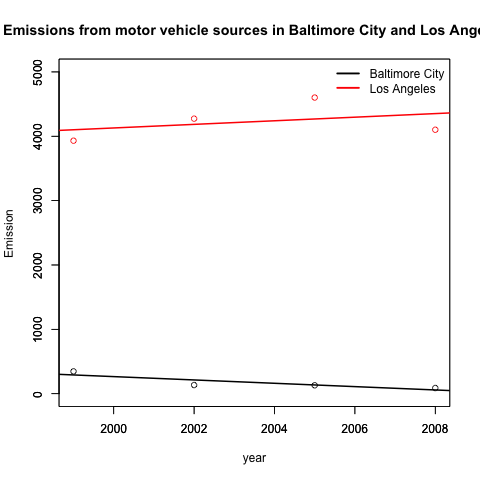 Emissions from motor vehicle sources in Baltimore City and Los Ange
Baltimore City
Los Angeles
5000
4000
3000
2000
1000
0
Emission
2000 2002 2004 2006 2008
year